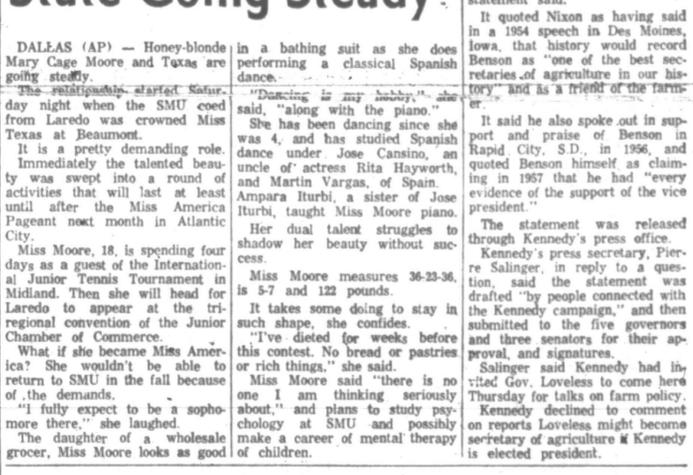 State Going Steady
DALLAS (AP) — Honey-blonde
Mary Cage Moore and Texas are
going steady.
The relationship started Satur-
day night when the SMU coed
from Laredo was crowned Miss
Texas at Beaumont.
It is a pretty demanding role.
Immediately the talented beau-
ty was swept into a round of
activities that will last at least
until after the Miss America
Pageant next month in Atlantic
City.
Miss Moore, 18, is spending four
days as a guest of the Internation-
al Junior Tennis Tournament in
Midland. Then she will head for
Laredo to appear at the tri-
regional convention of the Junior
Chamber of Commerce.
What if she became Miss Amer-
ica? She wouldn't be able to
return to SMU in the fall because
of the demands.
"I fully expect to be a sopho-
more there," she laughed.
The daughter of a wholesale
grocer, Miss Moore looks as good
in a bathing suit as she does
performing a classical Spanish
dance.
"Dancing is my hobby," she
said, "along with the piano."
She has been dancing since she
was 4, and has studied Spanish
dance under Jose Cansino, an
uncle of actress Rita Hayworth,
and Martin Vargas, of Spain.
Ampara Iturbi, a sister of Jose
Iturbi, taught Miss Moore piano.
Her dual talent struggles to
shadow her beauty without suc-
cess.
Miss Moore measures 36-23-36,
is 5-7 and 122 pounds.
It takes some doing to stay in
such shape, she confides.
"I've dieted for weeks before
this contest. No bread or pastries
or rich things," she said.
Miss Moore said "there is no
one I am thinking seriously
about," and plans to study psy-
chology at SMU and possibly
make a career of mental therapy
of children.
statement said.
It quoted Nixon as having said
in a 1954 speech in Des Moines,
Iowa, that history would record
Benson as "one of the best sec-
retaries of agriculture in our his-
tory" and as a friend of the farm-
er.
It said he also spoke out in sup-
port and praise of Benson in
Rapid City, S.D., in 1956, and
quoted Benson himself as claim-
ing in 1957 that he had "every
evidence of the support of the vice
president."
The statement was released
through Kennedy's press office.
Kennedy's press secretary, Pier-
re Salinger, in reply to a ques-
tion, said the statement was
drafted "by people connected with
the Kennedy campaign," and then
submitted to the five governors
and three senators for their ap-
proval, and signatures.
Salinger said Kennedy had in-
vited Gov. Loveless to come here
Thursday for talks on farm policy.
Kennedy declined to comment
on reports Loveless might become
secretary of agriculture if Kennedy
is elected president.